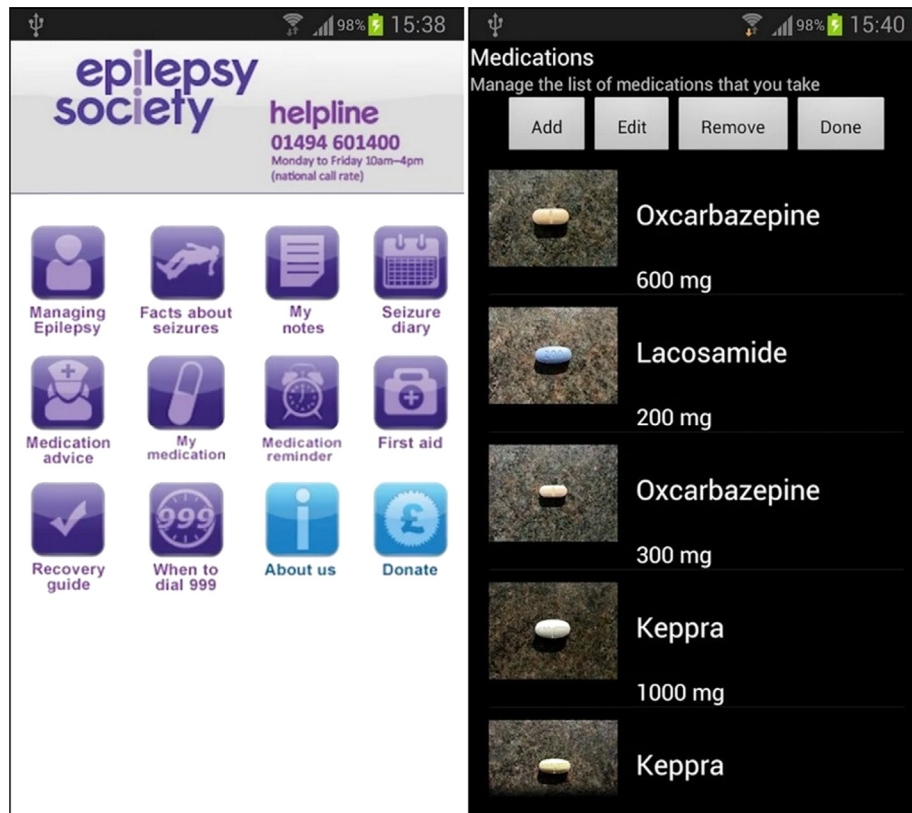 98% 15:38
epilepsy
society
helpline
01494 601400
Monday to Friday 10am–4pm
(national call rate)
Managing
Epilepsy
Facts about
seizures
My
notes
Seizure
diary
Medication
advice
My
medication
Medication
reminder
First aid
Recovery
guide
999
When to
dial 999
i
About us
£
Donate
98% 15:40
Medications
Manage the list of medications that you take
Add Edit Remove Done
Oxcarbazepine
600 mg
200
Lacosamide
200 mg
Oxcarbazepine
300 mg
Keppra
1000 mg
Keppra